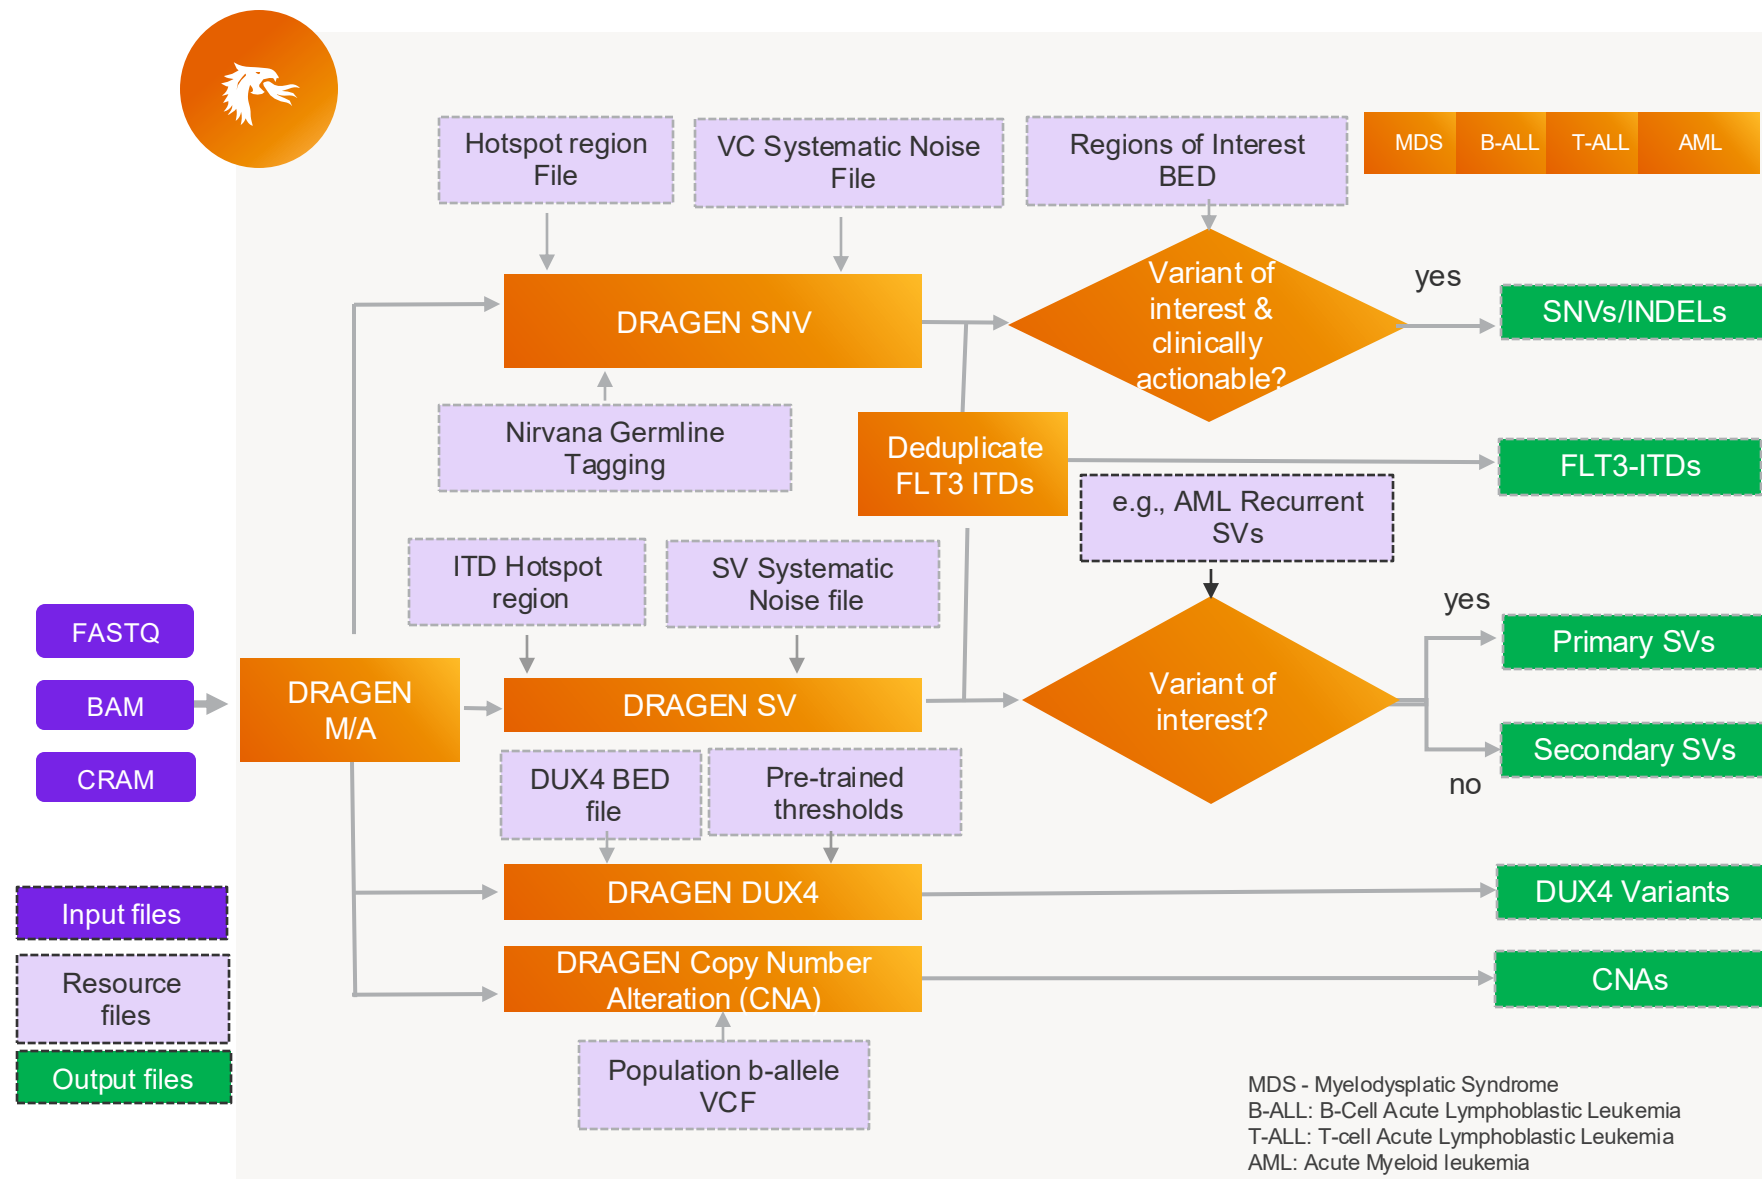 Hotspot region
File
VC Systematic Noise
File
Regions of Interest
BED
MDS
B-ALL
T-ALL
AML
DRAGEN SNV
Variant of
interest &
clinically
actionable?
yes
SNVs/INDELs
Nirvana Germline
Tagging
Deduplicate
FLT3 ITDs
FLT3-ITDs
e.g., AML Recurrent
SVs
ITD Hotspot
region
SV Systematic
Noise file
FASTQ
BAM
CRAM
DRAGEN
M/A
DRAGEN SV
Variant of
interest?
yes
Primary SVs
Secondary SVs
no
DUX4 BED
file
Pre-trained
thresholds
DRAGEN DUX4
DUX4 Variants
DRAGEN Copy Number
Alteration (CNA)
CNAs
Population b-allele
VCF
Input files
Resource
files
Output files
MDS - Myelodysplatic Syndrome
B-ALL: B-Cell Acute Lymphoblastic Leukemia
T-ALL: T-cell Acute Lymphoblastic Leukemia
AML: Acute Myeloid leukemia